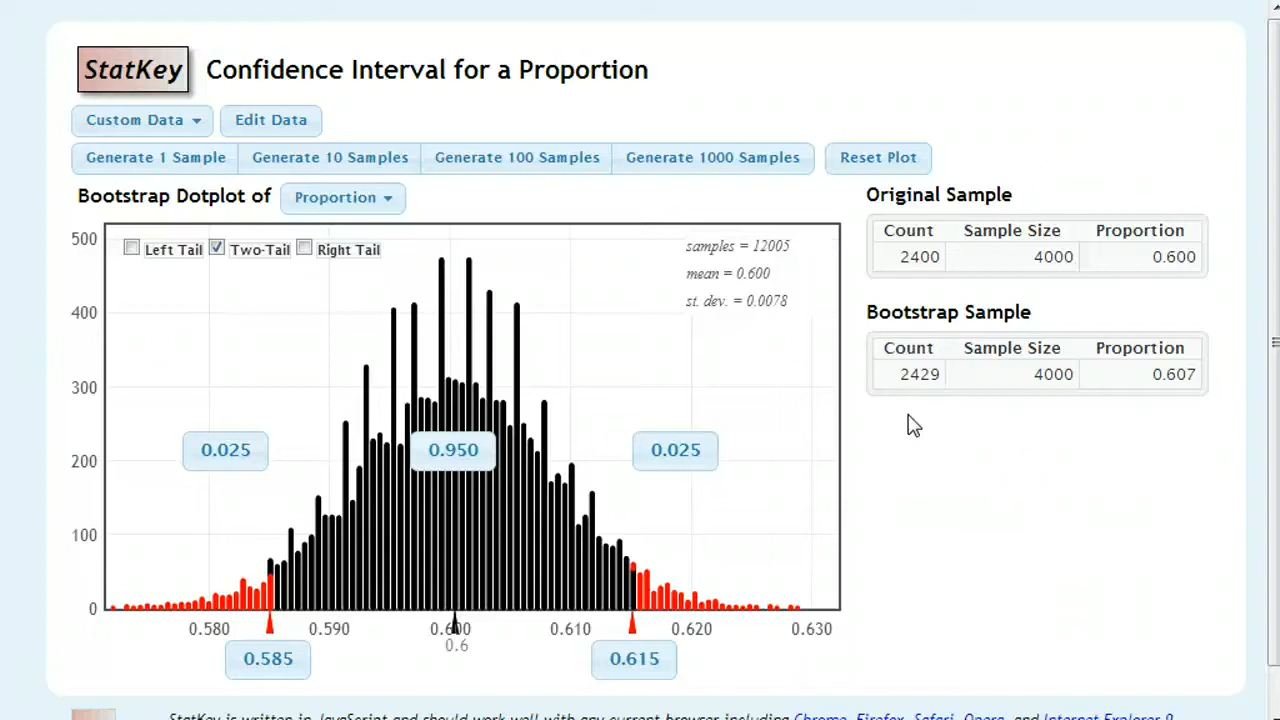 StatKey Confidence Interval for a Proportion
Custom Data Edit Data
Generate 1 Sample Generate 10 Samples Generate 100 Samples Generate 1000 Samples Reset Plot
Bootstrap Dotplot of Proportion
Left Tail Two-Tail Right Tail
samples = 12005
mean = 0.600
st. dev. = 0.0078
500
400
300
200
100
0
0.025 0.950 0.025
0.580 0.590 0.600 0.610 0.620 0.630
0.6
0.585 0.615
Original Sample
Count Sample Size Proportion
2400 4000 0.600
Bootstrap Sample
Count Sample Size Proportion
2429 4000 0.607
StatKey is written in JavaScript and should work well with any current browser including Chrome, Firefox, Safari, Opera, and Internet Explorer 9